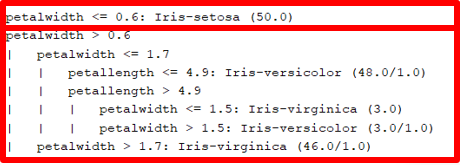 petalwidth <= 0.6: Iris-setosa (50.0)
petalwidth > 0.6
|   petalwidth <= 1.7
|   |   petallength <= 4.9: Iris-versicolor (48.0/1.0)
|   |   petallength > 4.9
|   |   |   petalwidth <= 1.5: Iris-virginica (3.0)
|   |   |   petalwidth > 1.5: Iris-versicolor (3.0/1.0)
|   petalwidth > 1.7: Iris-virginica (46.0/1.0)